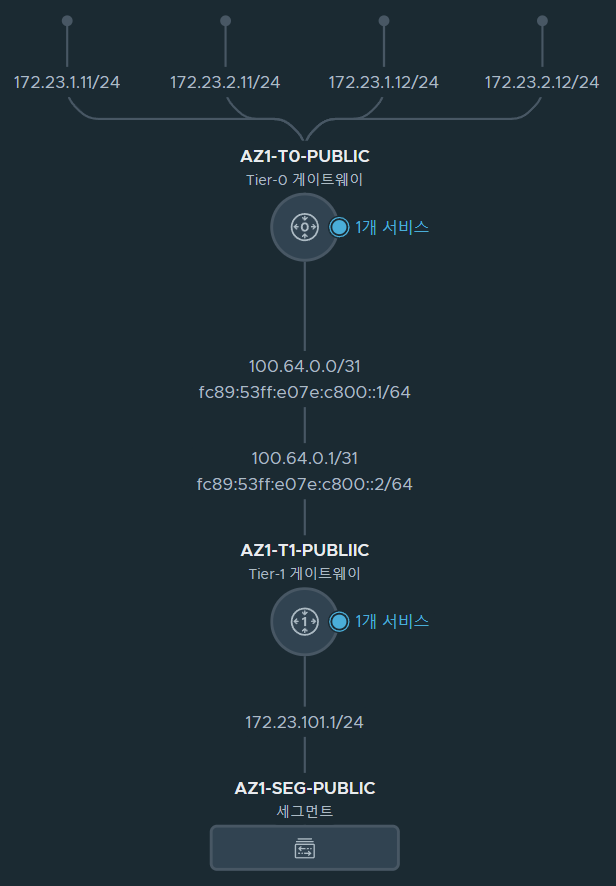 172.23.1.11/24 172.23.2.11/24 172.23.1.12/24 172.23.2.12/24
AZ1-T0-PUBLIC
Tier-0 게이트웨이
0
1개 서비스
100.64.0.0/31
fc89:53ff:e07e:c800::1/64
100.64.0.1/31
fc89:53ff:e07e:c800::2/64
AZ1-T1-PUBLIIC
Tier-1 게이트웨이
1
1개 서비스
172.23.101.1/24
AZ1-SEG-PUBLIC
세그먼트